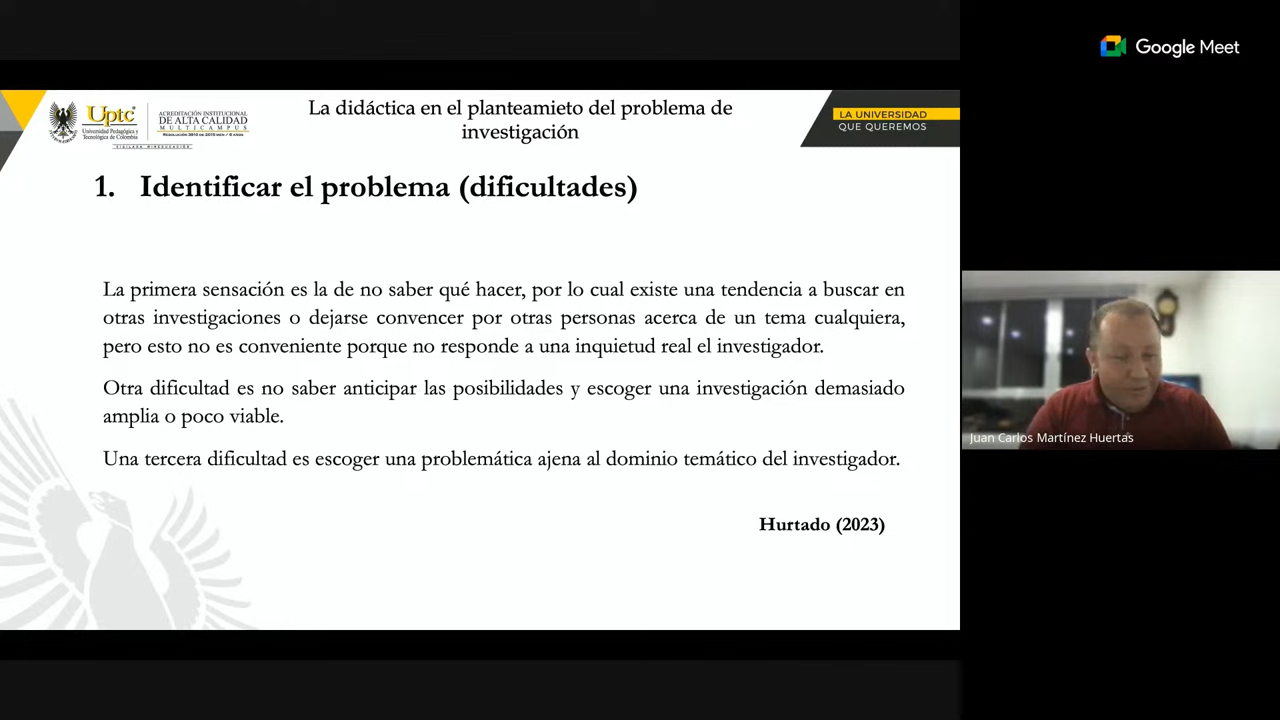 Google Meet
Uptc
Universidad Pedagógica y
Tecnológica de Colombia
ACREDITACIÓN INSTITUCIONAL
DE ALTA CALIDAD
MULTICAMPUS
La didáctica en el planteamieto del problema de
investigación
LA UNIVERSIDAD
QUE QUEREMOS
1. Identificar el problema (dificultades)
La primera sensación es la de no saber qué hacer, por lo cual existe una tendencia a buscar en
otras investigaciones o dejarse convencer por otras personas acerca de un tema cualquiera,
pero esto no es conveniente porque no responde a una inquietud real el investigador.
Otra dificultad es no saber anticipar las posibilidades y escoger una investigación demasiado
amplia o poco viable.
Una tercera dificultad es escoger una problemática ajena al dominio temático del investigador.
Hurtado (2023)
Juan Carlos Martínez Huertas